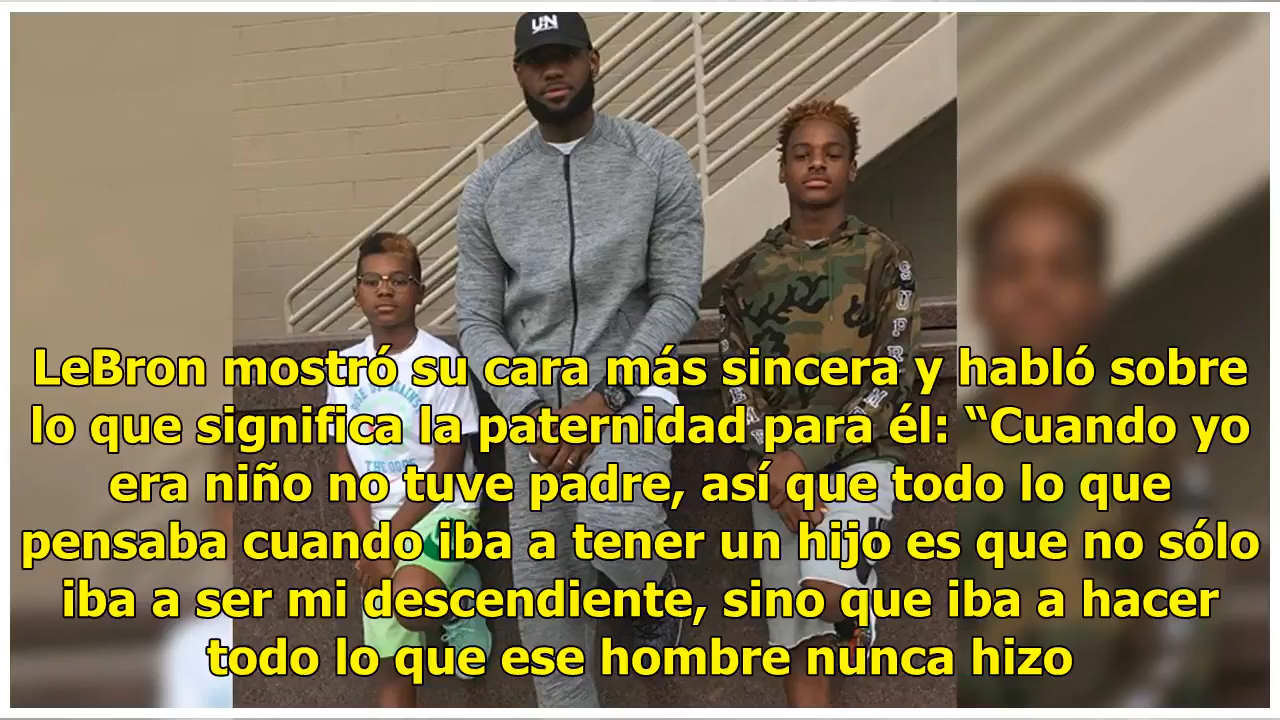 UN
LeBron mostró su cara más sincera y habló sobre
lo que significa la paternidad para él: “Cuando yo
era niño no tuve padre, así que todo lo que
pensaba cuando iba a tener un hijo es que no sólo
iba a ser mi descendiente, sino que iba a hacer
todo lo que ese hombre nunca hizo